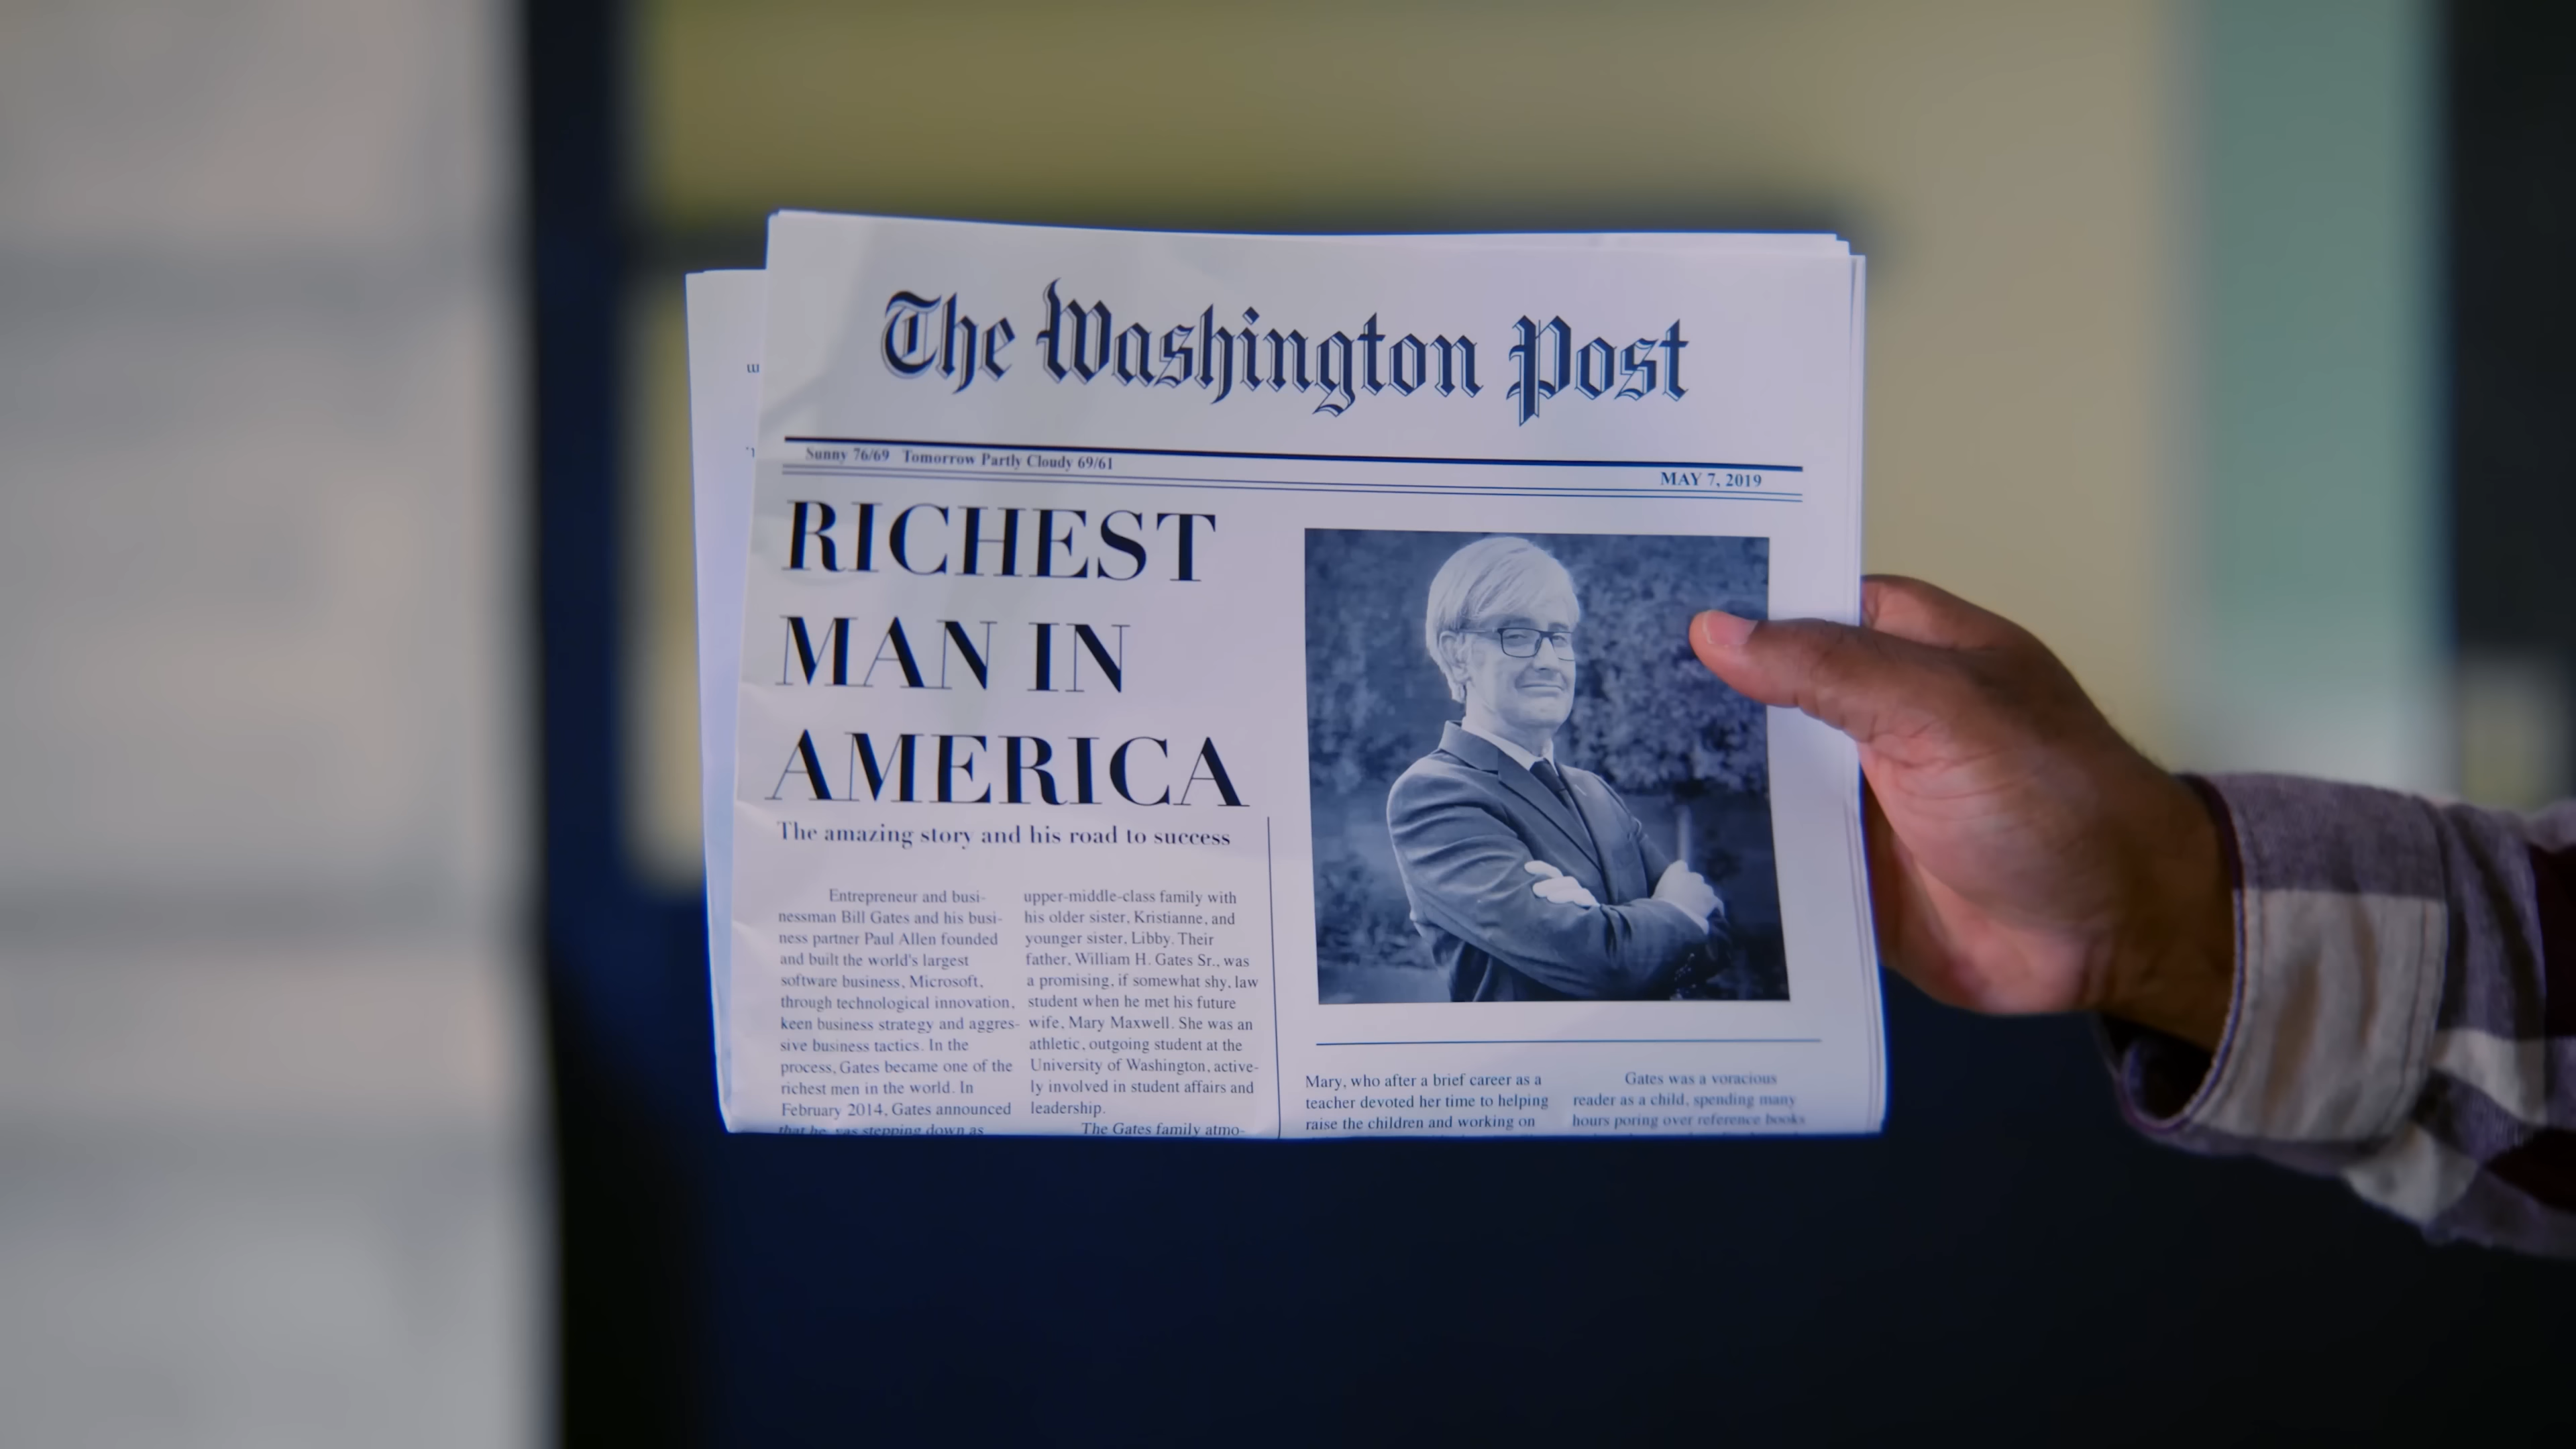 The Washington Post
Sunny 76/69 Tomorrow Partly Cloudy 69/61
MAY 7, 2019
RICHEST
MAN IN
AMERICA
The amazing story and his road to success
Entrepreneur and busi-
nessman Bill Gates and his busi-
ness partner Paul Allen founded
and built the world's largest
software business, Microsoft,
through technological innovation,
keen business strategy and aggres-
sive business tactics. In the
process, Gates became one of the
richest men in the world. In
February 2014, Gates announced
that he was stepping down as
upper-middle-class family with
his older sister, Kristianne, and
younger sister, Libby. Their
father, William H. Gates Sr., was
a promising, if somewhat shy, law
student when he met his future
wife, Mary Maxwell. She was an
athletic, outgoing student at the
University of Washington, active-
ly involved in student affairs and
leadership.
The Gates family atmo-
Mary, who after a brief career as a
teacher devoted her time to helping
raise the children and working on
Gates was a voracious
reader as a child, spending many
hours poring over reference books